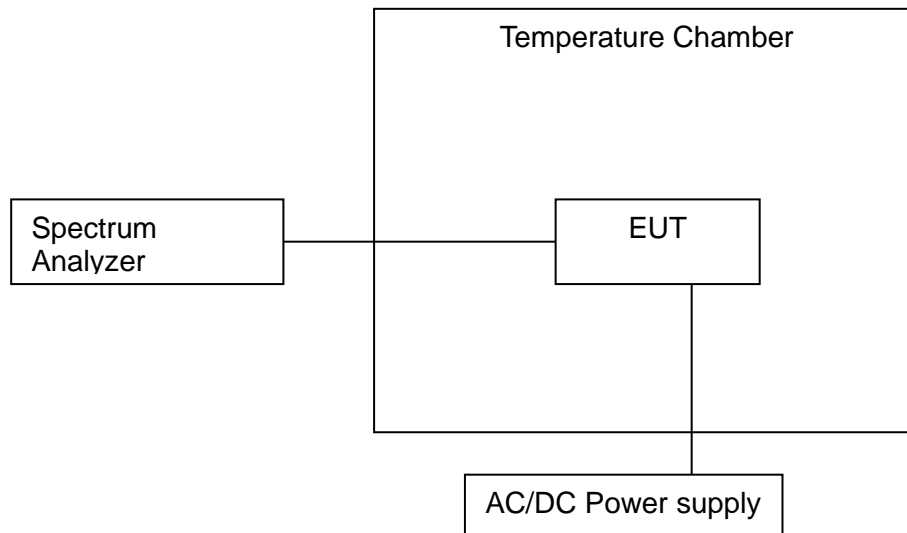 Temperature Chamber
Spectrum
Analyzer
EUT
AC/DC Power supply